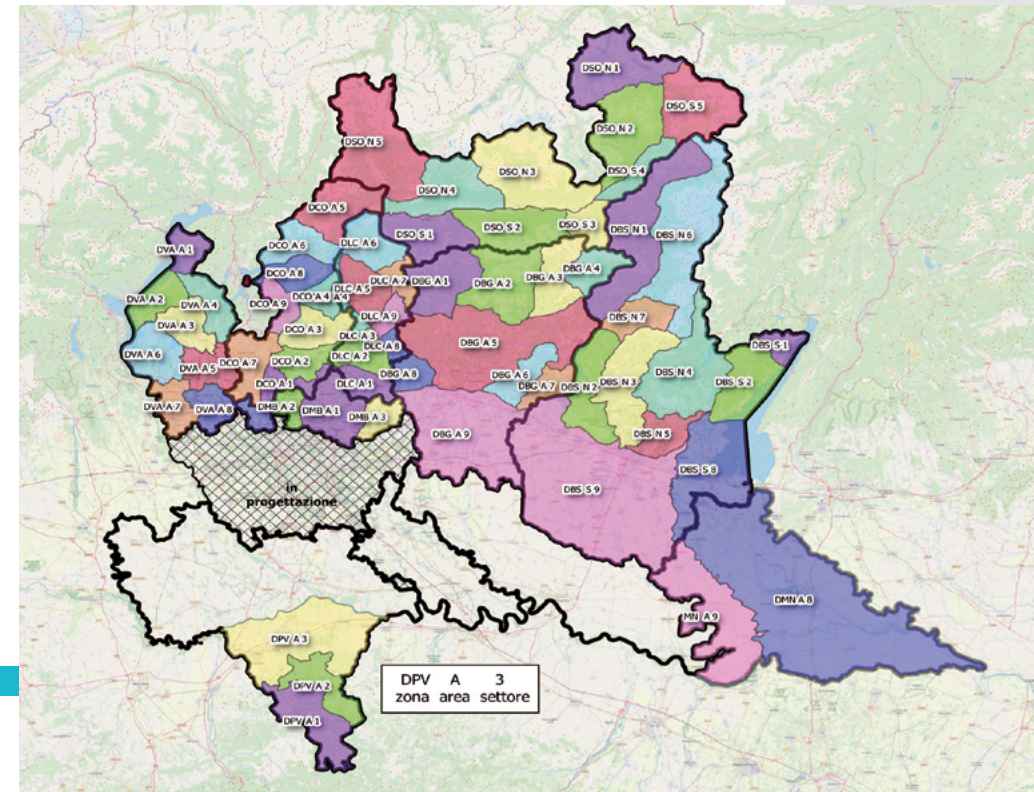 DSO N 1
DSO S 5
DSO N 2
DSO N 5
DSO N 3
DSO S 4
DSO N 4
DCO A 5
DSO S 1
DSO S 2
DSO S 3
DBS N 1
DBS N 6
DVA A 1
DCO A 6
DLC A 6
DCO A 8
DLC A 7
DBG A 1
DBG A 2
DBG A 3
DBG A 4
DLC A 5
DVA A 2
DVA A 4
DCO A 9
DCO A 4
A 4
DLC A 9
DBS N 7
DVA A 3
DCO A 3
DLC A 3
DLC A 8
DBG A 5
DBS S 1
DVA A 6
DVA A 5
DCO A 7
DCO A 2
DLC A 2
DBG A 8
DBG A 6
DBG A 7
DBS N 2
DBS N 3
DBS N 4
DBS S 2
DCO A 1
DLC A 1
DVA A 7
DVA A 8
DMB A 2
DMB A 1
DMB A 3
DBG A 9
DBS N 5
DBS S 8
DBS S 9
in
progettazione
DMN A 8
MN A 9
DPV A 3
DPV A 2
DPV A 1
DPV A 3
zona area settore